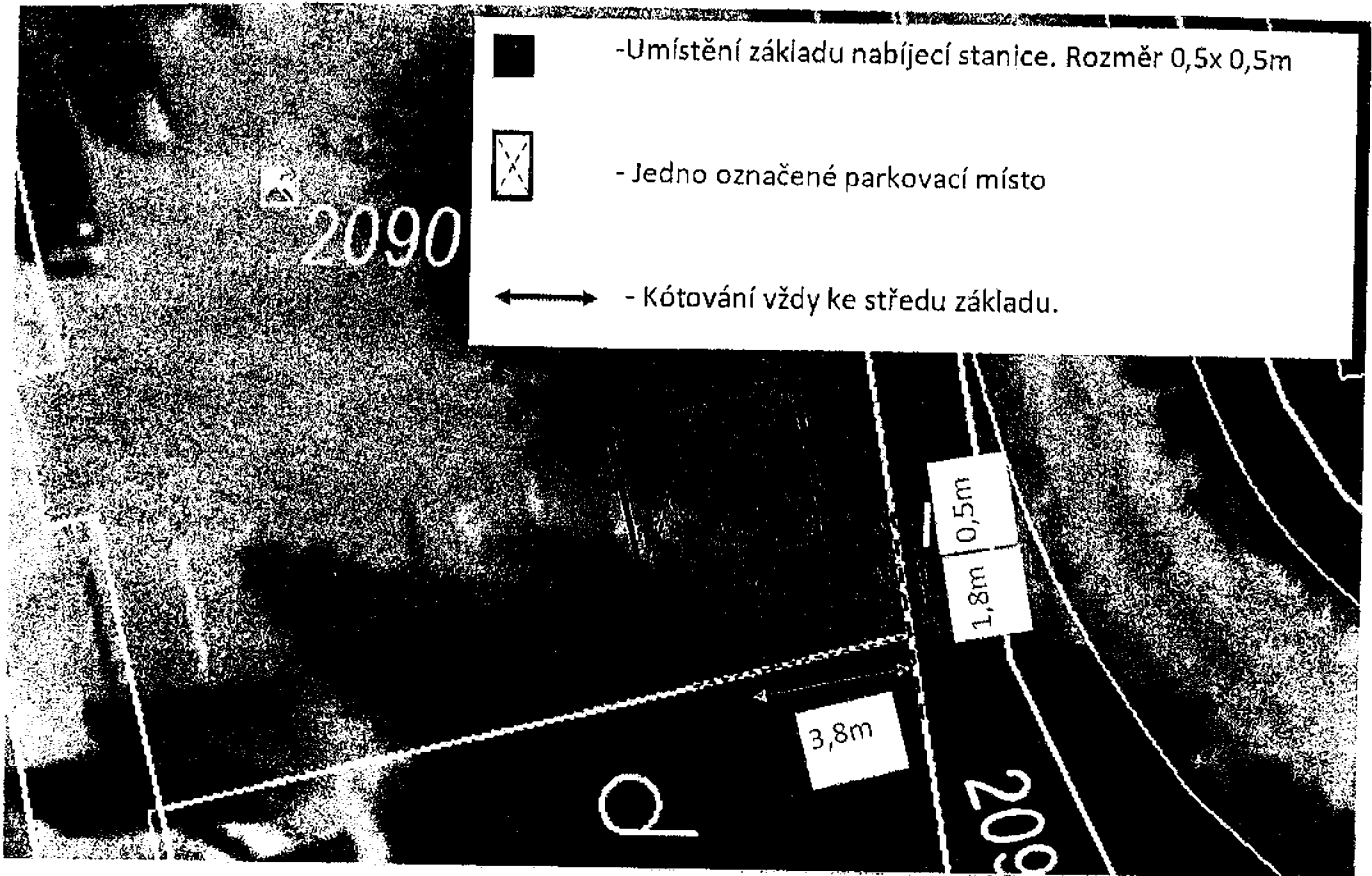 -Umístění základu nabíjecí stanice. Rozměr 0,5x 0,5m
- Jedno označené parkovací místo
- Kótování vždy ke středu základu.
2090
0,5m
1,8m
3,8m
209